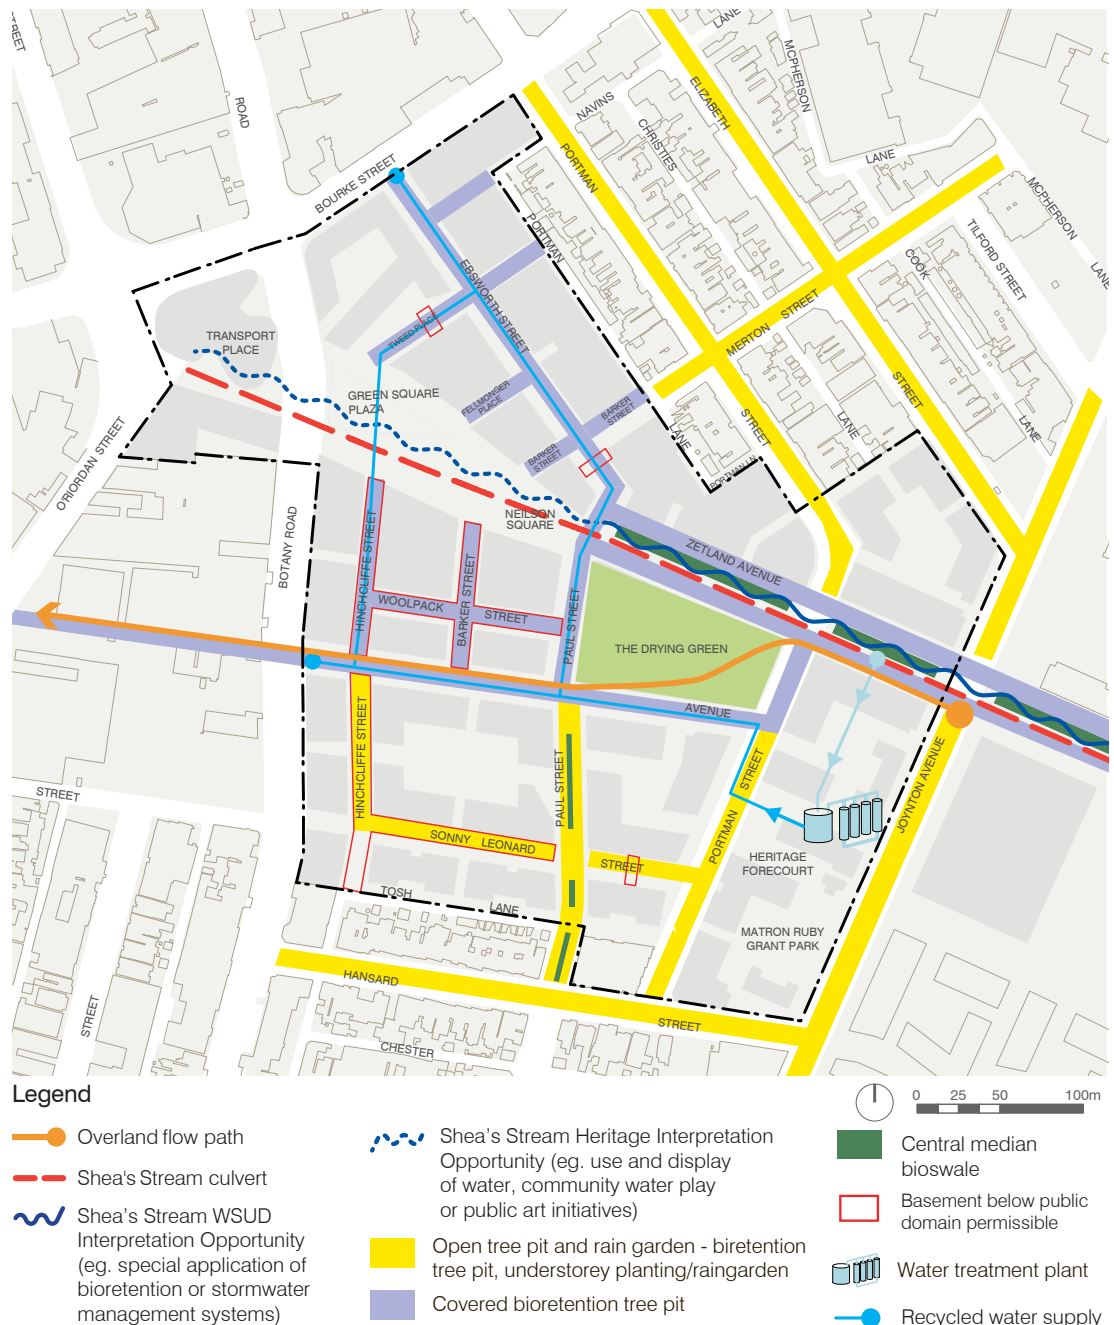 STREET
ROAD
LANE
MCPHERSON
ELIZABETH
NAVINS
CHRISTIES
PORTMAN
LANE
MCPHERSON
LANE
BOURKE STREET
TILFORD STREET
COOK
PORTMAN
EBSWORTH STREET
TRANSPORT
PLACE
TWEED PLACE
MERTON STREET
GREEN SQUARE
PLAZA
FELLMONGER
PLACE
BARKER
STREET
BARKER
STREET
STREET
LANE
STREET
LANE
LANE
PORTMAN LN
O'RIORDAN STREET
BOTANY ROAD
NEILSON
SQUARE
ZETLAND AVENUE
HINCHCLIFFE STREET
WOOLPACK
STREET
BARKER STREET
PAUL STREET
THE DRYING GREEN
AVENUE
HINCHCLIFFE STREET
PAUL STREET
PORTMAN
STREET
JOYNTON AVENUE
STREET
SONNY LEONARD
STREET
HERITAGE
FORECOURT
TOSH
LANE
MATRON RUBY
GRANT PARK
HANSARD
STREET
STREET
CHESTER
Legend
0 25 50 100m
Overland flow path
Shea's Stream culvert
Shea's Stream WSUD
Interpretation Opportunity
(eg. special application of
bioretention or stormwater
management systems)
Shea's Stream Heritage Interpretation
Opportunity (eg. use and display
of water, community water play
or public art initiatives)
Open tree pit and rain garden - biretention
tree pit, understorey planting/raingarden
Covered bioretention tree pit
Central median
bioswale
Basement below public
domain permissible
Water treatment plant
Recycled water supply